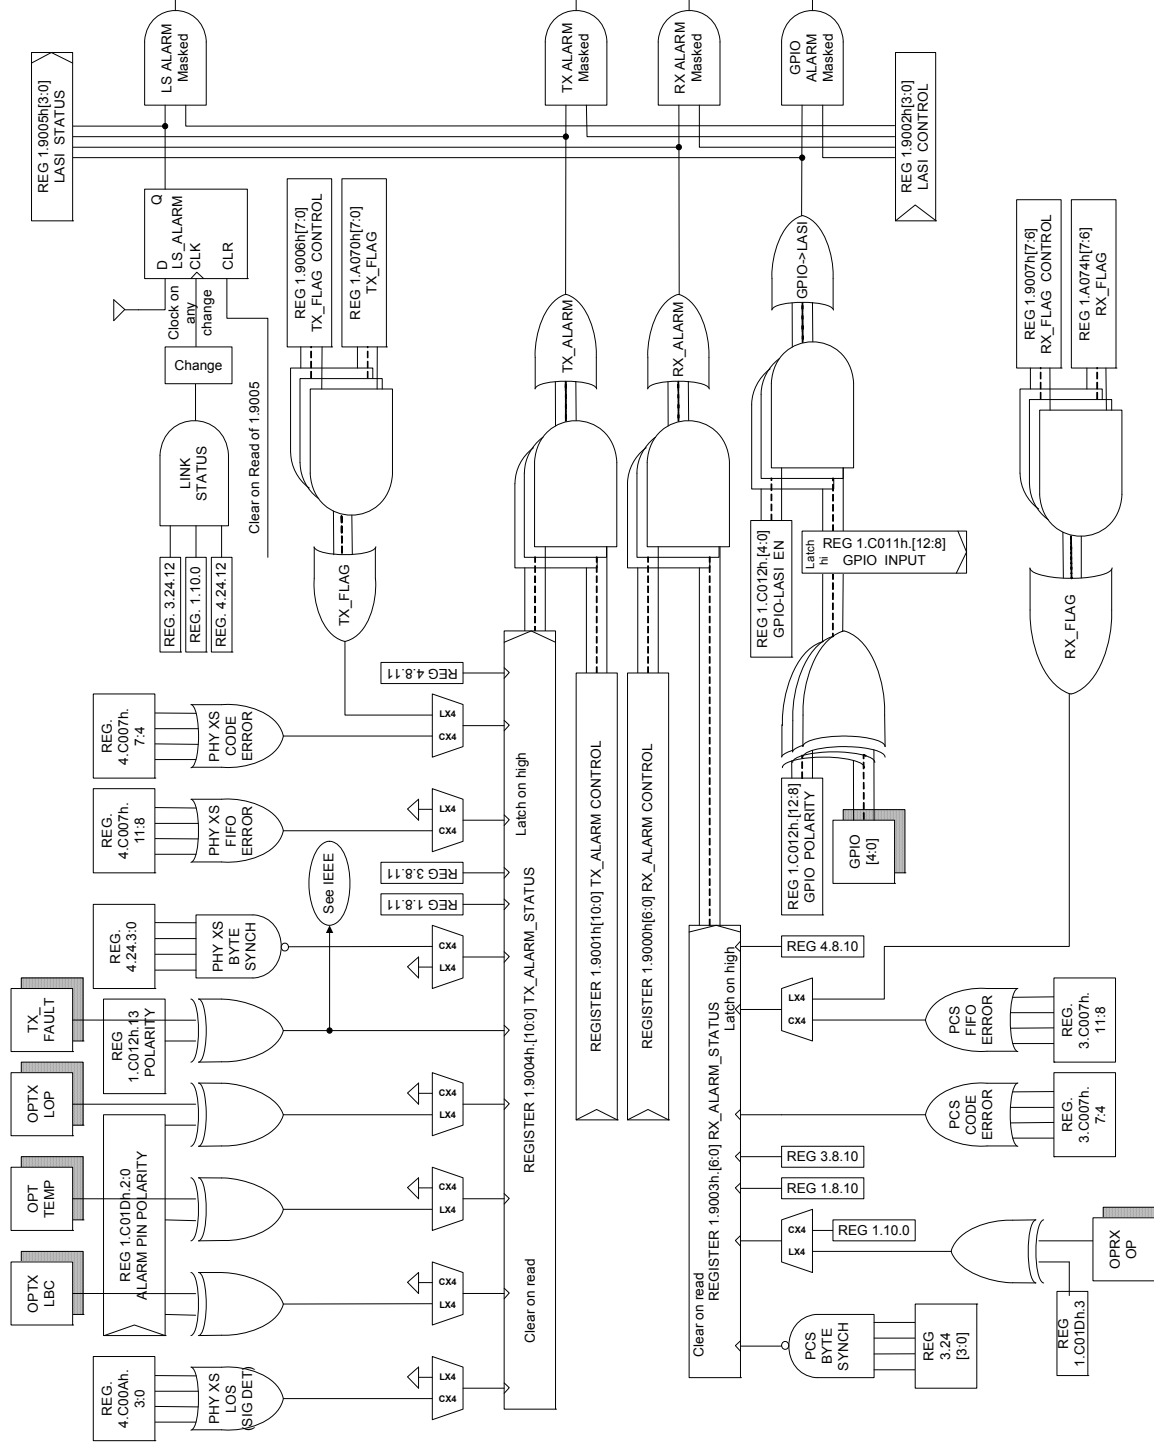 REG 1.9005h[3:0]
LASI STATUS
LS ALARM
Masked
TX ALARM
Masked
RX ALARM
Masked
GPIO
ALARM
Masked
REG 1.9002h[3:0]
LASI CONTROL
D
Q
LS_ALARM
CLK
CLR
Clock on
any
change
Change
LINK
STATUS
REG. 3.24.12
REG. 1.10.0
REG. 4.24.12
Clear on Read of 1.9005
REG 1.9006h[7:0]
TX_FLAG CONTROL
REG 1.A070h[7:0]
TX_FLAG
TX_FLAG
TX_ALARM
RX_ALARM
GPIO->LASI
REG 1.9007h[7:6]
RX_FLAG CONTROL
REG 1.A074h[7:6]
RX_FLAG
RX_FLAG
REG 1.C012h.[4:0]
GPIO-LASI EN
Latch
hi
REG 1.C011h.[12:8]
GPIO INPUT
REG 1.C012h.[12:8]
GPIO POLARITY
GPIO
[4:0]
REG.
4.C007h.
7:4
PHY XS
CODE
ERROR
REG 4.8.11
LX4
CX4
REG.
4.C007h.
11:8
PHY XS
FIFO
ERROR
LX4
CX4
See IEEE
REG 3.8.11
REG 1.8.11
REG.
4.24.3:0
PHY XS
BYTE
SYNCH
CX4
LX4
TX_
FAULT
REG
1.C012h.13
POLARITY
OPTX
LOP
CX4
LX4
OPT
TEMP
REG 1.C01Dh.2:0
ALARM PIN POLARITY
CX4
LX4
OPTX
LBC
CX4
LX4
REG.
4.C00Ah.
3:0
PHY XS
LOS
(SIG DET)
LX4
CX4
Latch on high
REGISTER 1.9004h.[10:0] TX_ALARM_STATUS
Clear on read
REGISTER 1.9001h[10:0] TX_ALARM CONTROL
REGISTER 1.9000h[6:0] RX_ALARM CONTROL
Latch on high
REGISTER 1.9003h.[6:0] RX_ALARM_STATUS
Clear on read
REG 4.8.10
LX4
CX4
PCS
FIFO
ERROR
REG.
3.C007h.
11:8
PCS
CODE
ERROR
REG.
3.C007h.
7:4
REG 3.8.10
REG 1.8.10
CX4
LX4
REG 1.10.0
OPRX
OP
REG
1.C01Dh.3
PCS
BYTE
SYNCH
REG
3.24
[3:0]